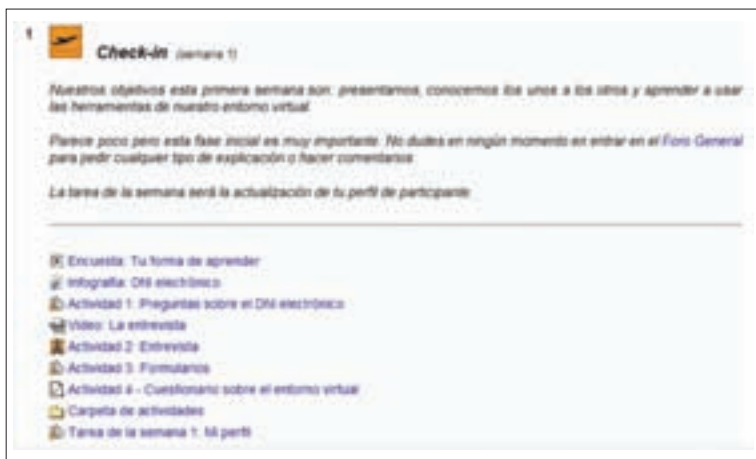 1
Check-in (semana 1)
Nuestros objetivos esta primera semana son: presentarnos, conocernos los unos a los otros y aprender a usar
las herramientas de nuestro entorno virtual.
Parece poco pero esta fase inicial es muy importante. No dudes en ningún momento en entrar en el Foro General
para pedir cualquier tipo de explicación o hacer comentarios.
La tarea de la semana será la actualización de tu perfil de participante.
Encuesta: Tu forma de aprender
Infografía: DNI electrónico
Actividad 1: Preguntas sobre el DNI electrónico
Video: La entrevista
Actividad 2: Entrevista
Actividad 3: Formularios
Actividad 4 - Cuestionario sobre el entorno virtual
Carpeta de actividades
Tarea de la semana 1: Mi perfil